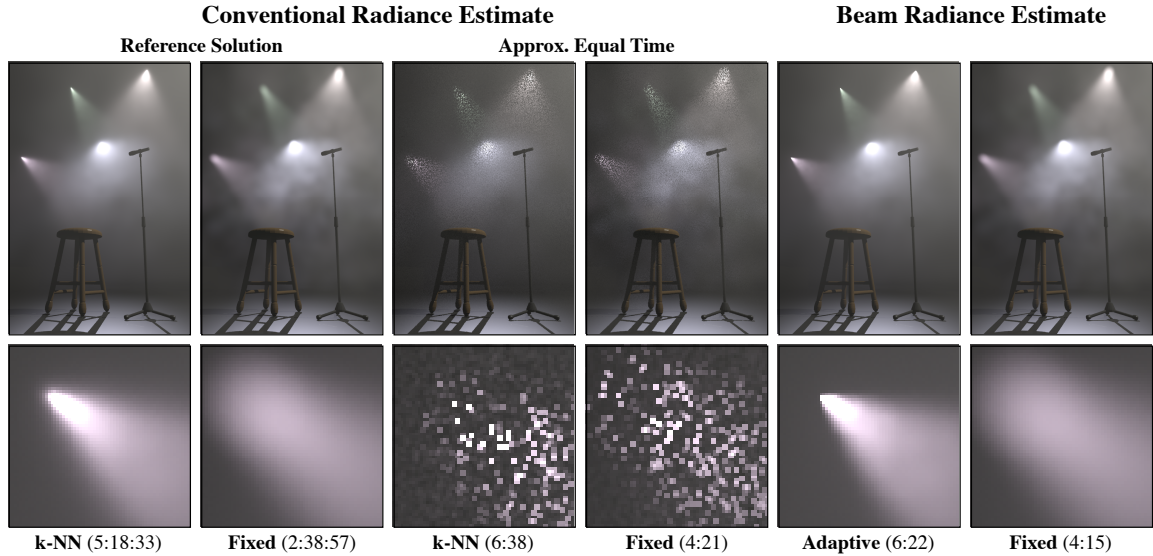 Conventional Radiance Estimate
Beam Radiance Estimate
Reference Solution
Approx. Equal Time
k-NN (5:18:33)
Fixed (2:38:57)
k-NN (6:38)
Fixed (4:21)
Adaptive (6:22)
Fixed (4:15)